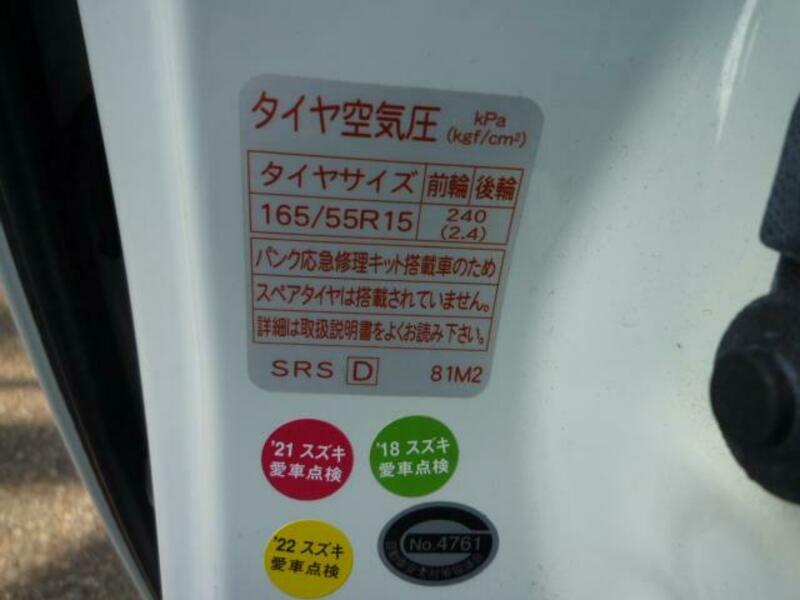 タイヤ空気圧 kPa
(kgf/cm²)
タイヤサイズ 前輪 後輪
165/55R15 240
(2.4)
パンク応急修理キット搭載車のため
スペアタイヤは搭載されていません。
詳細は取扱説明書をよくお読み下さい。
SRS D 81M2
'21 スズキ
愛車点検
'18 スズキ
愛車点検
'22 スズキ
愛車点検
No.4761